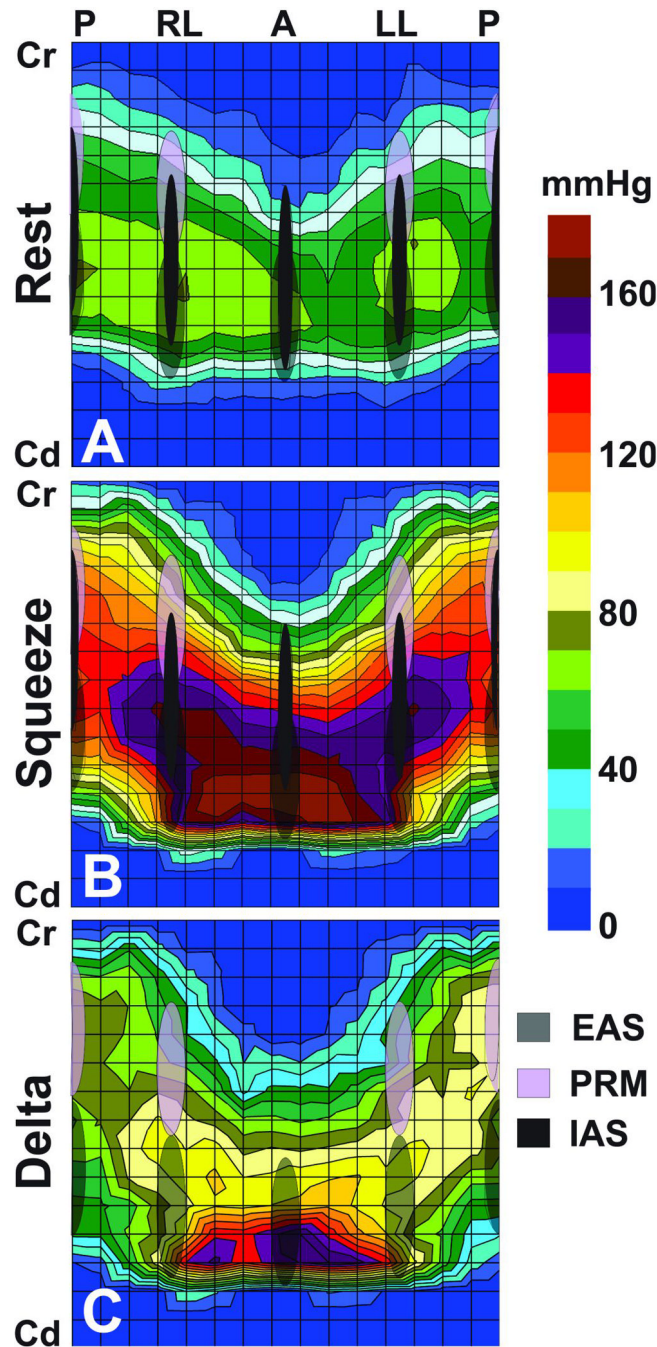 P RL A LL P
Cr
Rest
A
Cd
Cr
Squeeze
B
Cd
Cr
Delta
C
Cd
mmHg
160
120
80
40
0
EAS
PRM
IAS